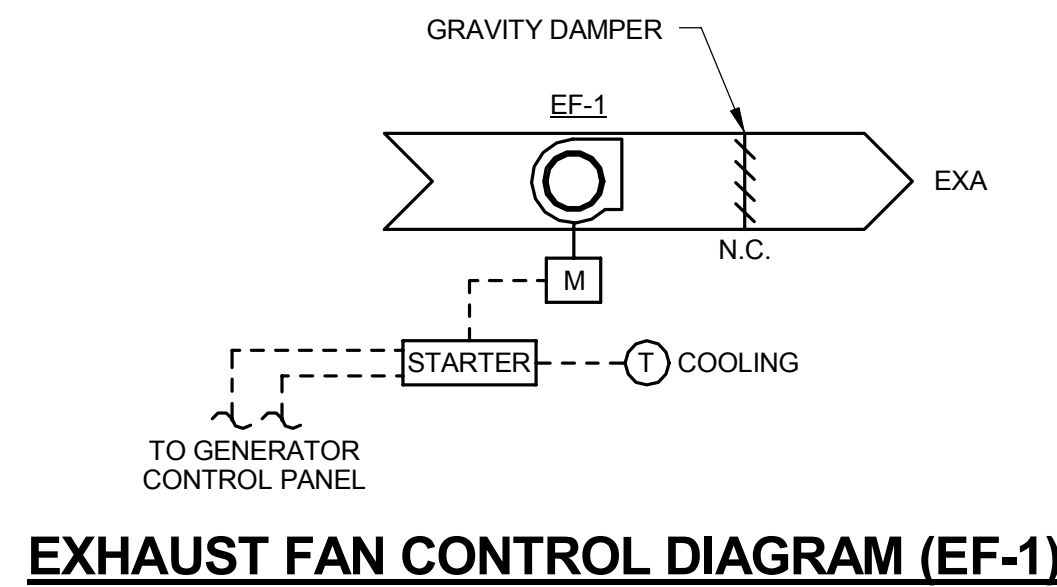 GRAVITY DAMPER
EF-1
EXA
N.C.
M
STARTER
T
COOLING
TO GENERATOR
CONTROL PANEL
EXHAUST FAN CONTROL DIAGRAM (EF-1)